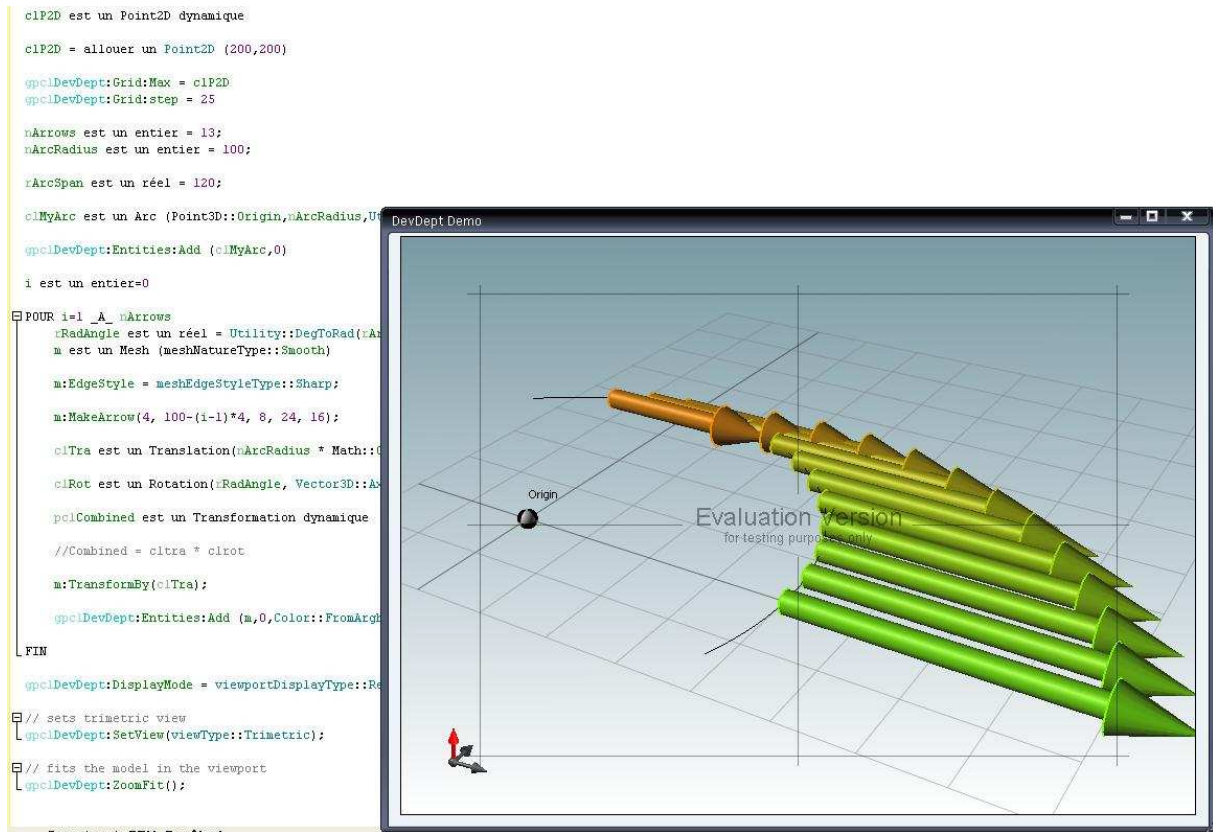 clP2D est un Point2D dynamique
clP2D = allouer un Point2D (200,200)
gpclDevDept:Grid:Max = clP2D
gpclDevDept:Grid:step = 25
nArrows est un entier = 13;
nArcRadius est un entier = 100;
rArcSpan est un réel = 120;
clMyArc est un Arc (Point3D::Origin,nArcRadius,Ut
gpclDevDept:Entities:Add (clMyArc,0)
i est un entier=0
POUR i=1 _A_ nArrows
rRadAngle est un réel = Utility::DegToRad(rAr
m est un Mesh (meshNatureType::Smooth)
m:EdgeStyle = meshEdgeStyleType::Sharp;
m:MakeArrow(4, 100-(i-1)*4, 8, 24, 16);
clTra est un Translation(nArcRadius * Math::C
clRot est un Rotation(rRadAngle, Vector3D::Ax
pclCombined est un Transformation dynamique
//Combined = cltra * clrot
m:TransformBy(clTra);
gpclDevDept:Entities:Add (m,0,Color::FromArgb
FIN
gpclDevDept:DisplayMode = viewportDisplayType::Re
// sets trimetric view
gpclDevDept:SetView(viewType::Trimetric);
// fits the model in the viewport
gpclDevDept:ZoomFit();
DevDept Demo
Origin
Evaluation Version
for testing purposes only